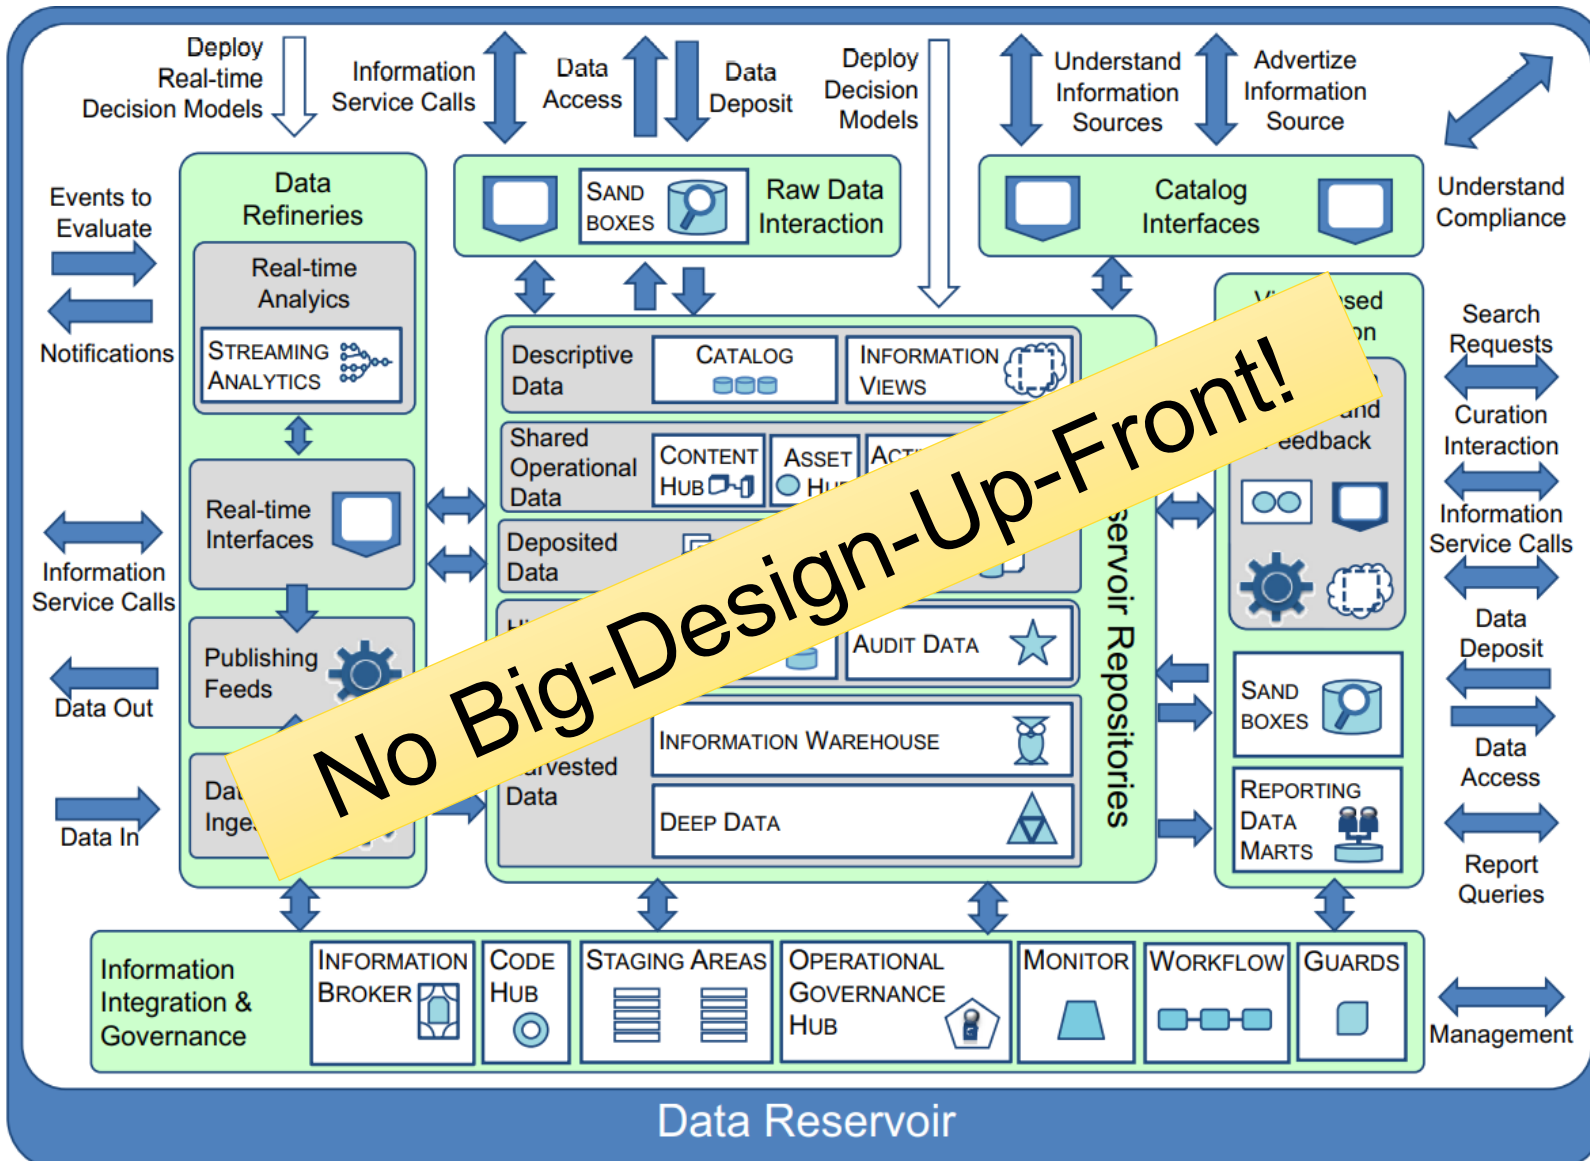 Deploy
Real-time
Decision Models
Information
Service Calls
Data
Access
Data
Deposit
Deploy
Decision
Models
Understand
Information
Sources
Advertize
Information
Source
Understand
Compliance
Events to
Evaluate
Notifications
Information
Service Calls
Data Out
Data In
Data
Refineries
Real-time
Analyics
STREAMING
ANALYTICS
Real-time
Interfaces
Publishing
Feeds
SAND
BOXES
Raw Data
Interaction
Catalog
Interfaces
Descriptive
Data
CATALOG
INFORMATION
VIEWS
Shared
Operational
Data
CONTENT
HUB
ASSET
Deposited
Data
AUDIT DATA
Data
INFORMATION WAREHOUSE
DEEP DATA
Repositories
and
SAND
BOXES
REPORTING
DATA
MARTS
Search
Requests
Curation
Interaction
Information
Service Calls
Data
Deposit
Data
Access
Report
Queries
Management
No Big-Design-Up-Front!
Information
Integration &
Governance
INFORMATION
BROKER
CODE
HUB
STAGING AREAS
OPERATIONAL
GOVERNANCE
HUB
MONITOR
WORKFLOW
GUARDS
Data Reservoir